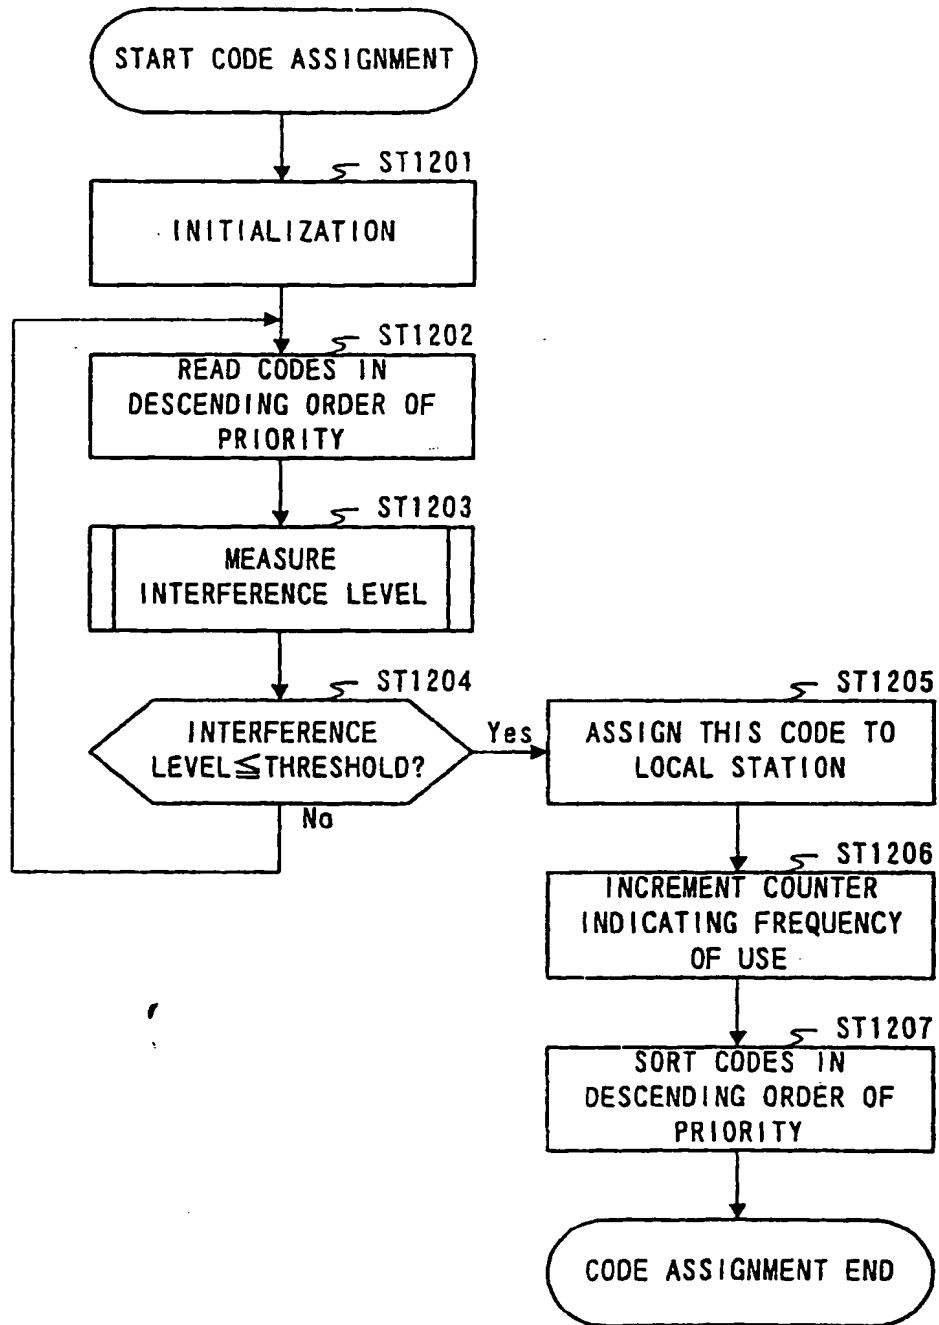 START CODE ASSIGNMENT
ST1201
INITIALIZATION
ST1202
READ CODES IN
DESCENDING ORDER OF
PRIORITY
ST1203
MEASURE
INTERFERENCE LEVEL
ST1204
INTERFERENCE
LEVEL≦THRESHOLD?
Yes
No
ST1205
ASSIGN THIS CODE TO
LOCAL STATION
ST1206
INCREMENT COUNTER
INDICATING FREQUENCY
OF USE
ST1207
SORT CODES IN
DESCENDING ORDER OF
PRIORITY
CODE ASSIGNMENT END